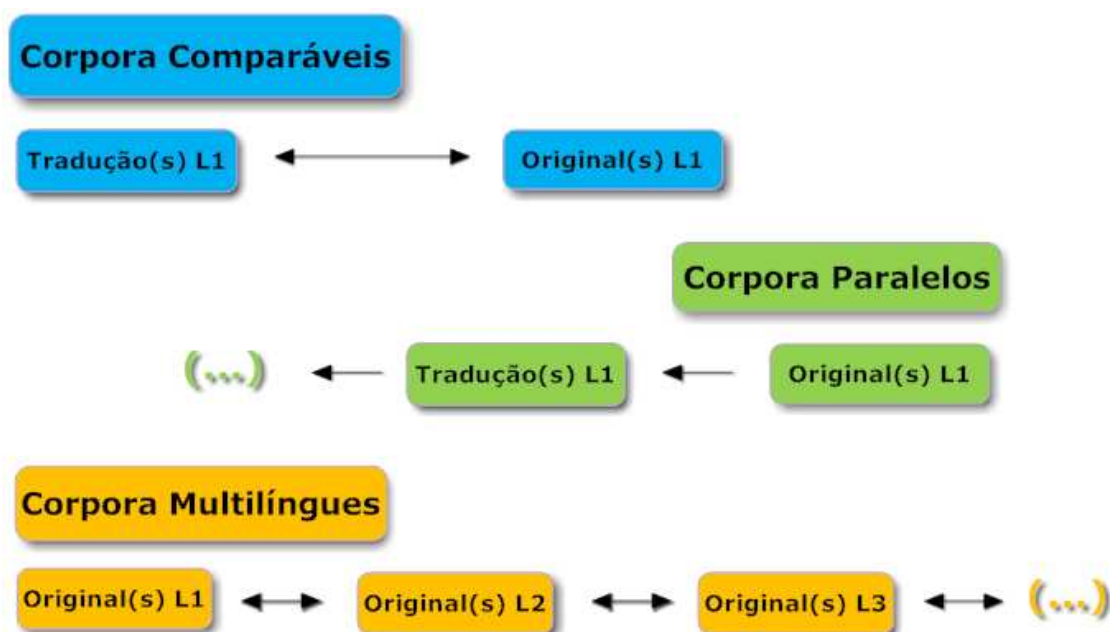 Corpora Comparáveis
Tradução(s) L1
Original(s) L1
Corpora Paralelos
(...)
Tradução(s) L1
Original(s) L1
Corpora Multilíngues
Original(s) L1
Original(s) L2
Original(s) L3
(...)